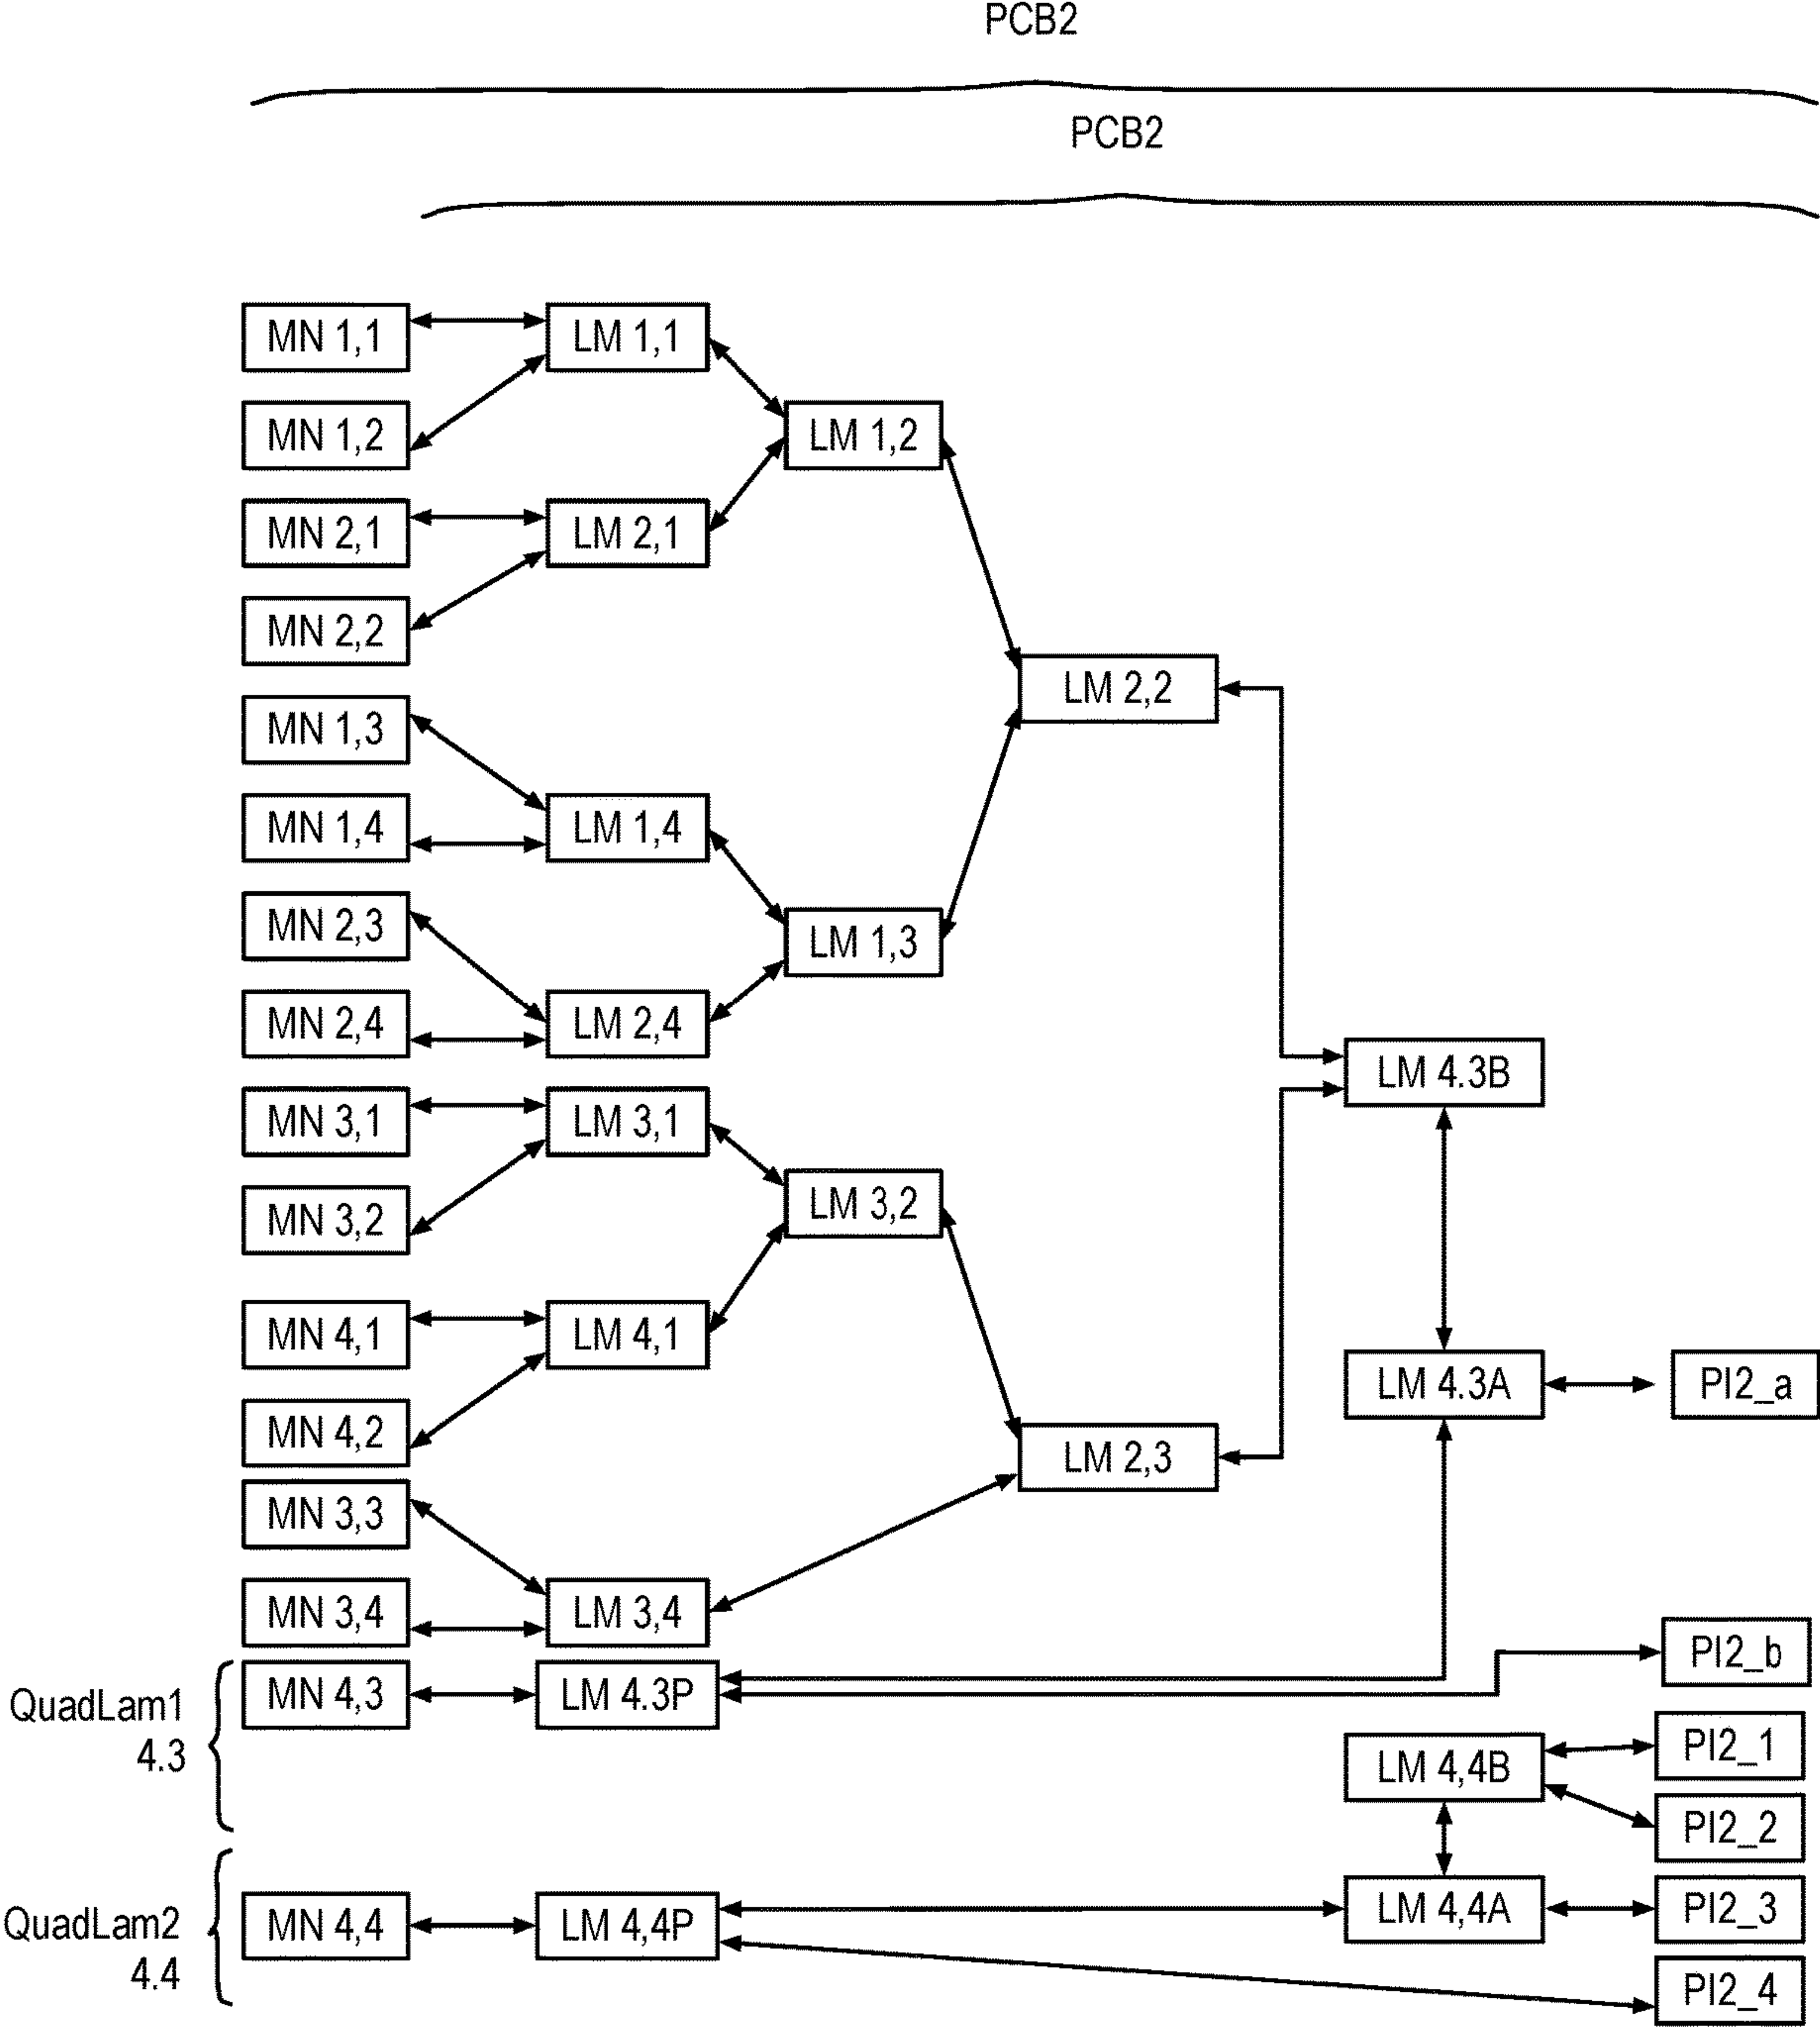 PCB2
PCB2
MN 1,1
LM 1,1
MN 1,2
LM 1,2
MN 2,1
LM 2,1
MN 2,2
LM 2,2
MN 1,3
MN 1,4
LM 1,4
MN 2,3
LM 1,3
MN 2,4
LM 2,4
LM 4.3B
MN 3,1
LM 3,1
MN 3,2
LM 3,2
MN 4,1
LM 4,1
LM 4.3A
PI2_a
MN 4,2
LM 2,3
MN 3,3
MN 3,4
LM 3,4
PI2_b
QuadLam1
4.3
MN 4,3
LM 4.3P
PI2_1
LM 4,4B
PI2_2
QuadLam2
4.4
MN 4,4
LM 4,4P
LM 4,4A
PI2_3
PI2_4